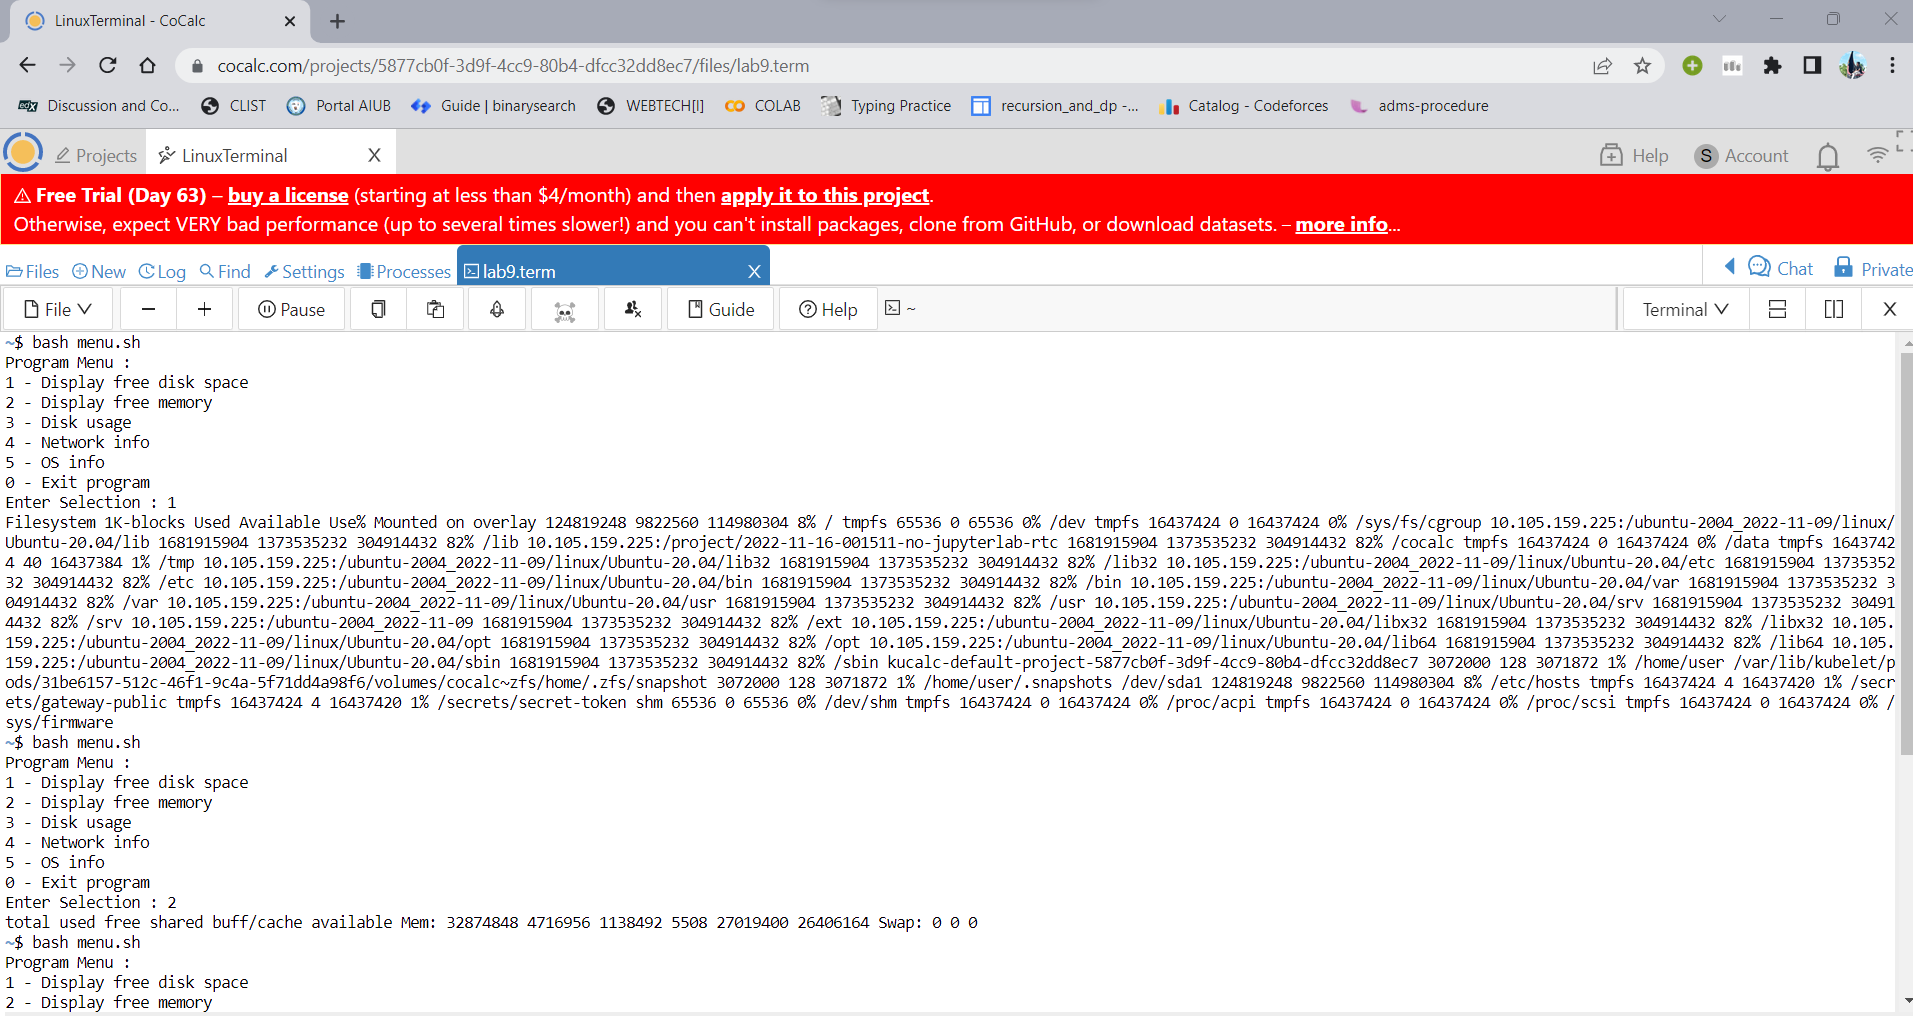 LinuxTerminal - CoCalc
cocalc.com/projects/5877cb0f-3d9f-4cc9-80b4-dfcc32dd8ec7/files/lab9.term
edX Discussion and Co... CLIST Portal AIUB Guide | binarysearch WEBTECH[I] COLAB Typing Practice recursion_and_dp -... Catalog - Codeforces adms-procedure
Projects LinuxTerminal X Help S Account
Free Trial (Day 63) – buy a license (starting at less than $4/month) and then apply it to this project.
Otherwise, expect VERY bad performance (up to several times slower!) and you can't install packages, clone from GitHub, or download datasets. – more info...
Files New Log Find Settings Processes lab9.term X Chat Private
File Pause Guide Help ~ Terminal X
~$ bash menu.sh
Program Menu :
1 - Display free disk space
2 - Display free memory
3 - Disk usage
4 - Network info
5 - OS info
0 - Exit program
Enter Selection : 1
Filesystem 1K-blocks Used Available Use% Mounted on overlay 124819248 9822560 114980304 8% / tmpfs 65536 0 65536 0% /dev tmpfs 16437424 0 16437424 0% /sys/fs/cgroup 10.105.159.225:/ubuntu-2004_2022-11-09/linux/
Ubuntu-20.04/lib 1681915904 1373535232 304914432 82% /lib 10.105.159.225:/project/2022-11-16-001511-no-jupyterlab-rtc 1681915904 1373535232 304914432 82% /cocalc tmpfs 16437424 0 16437424 0% /data tmpfs 1643742
4 40 16437384 1% /tmp 10.105.159.225:/ubuntu-2004_2022-11-09/linux/Ubuntu-20.04/lib32 1681915904 1373535232 304914432 82% /lib32 10.105.159.225:/ubuntu-2004_2022-11-09/linux/Ubuntu-20.04/etc 1681915904 13735352
32 304914432 82% /etc 10.105.159.225:/ubuntu-2004_2022-11-09/linux/Ubuntu-20.04/bin 1681915904 1373535232 304914432 82% /bin 10.105.159.225:/ubuntu-2004_2022-11-09/linux/Ubuntu-20.04/var 1681915904 1373535232 3
04914432 82% /var 10.105.159.225:/ubuntu-2004_2022-11-09/linux/Ubuntu-20.04/usr 1681915904 1373535232 304914432 82% /usr 10.105.159.225:/ubuntu-2004_2022-11-09/linux/Ubuntu-20.04/srv 1681915904 1373535232 30491
4432 82% /srv 10.105.159.225:/ubuntu-2004_2022-11-09 1681915904 1373535232 304914432 82% /ext 10.105.159.225:/ubuntu-2004_2022-11-09/linux/Ubuntu-20.04/libx32 1681915904 1373535232 304914432 82% /libx32 10.105.
159.225:/ubuntu-2004_2022-11-09/linux/Ubuntu-20.04/opt 1681915904 1373535232 304914432 82% /opt 10.105.159.225:/ubuntu-2004_2022-11-09/linux/Ubuntu-20.04/lib64 1681915904 1373535232 304914432 82% /lib64 10.105.
159.225:/ubuntu-2004_2022-11-09/linux/Ubuntu-20.04/sbin 1681915904 1373535232 304914432 82% /sbin kucalc-default-project-5877cb0f-3d9f-4cc9-80b4-dfcc32dd8ec7 3072000 128 3071872 1% /home/user /var/lib/kubelet/p
ods/31be6157-512c-46f1-9c4a-5f71dd4a98f6/volumes/cocalc~zfs/home/.zfs/snapshot 3072000 128 3071872 1% /home/user/.snapshots /dev/sda1 124819248 9822560 114980304 8% /etc/hosts tmpfs 16437424 4 16437420 1% /secr
ets/gateway-public tmpfs 16437424 4 16437420 1% /secrets/secret-token shm 65536 0 65536 0% /dev/shm tmpfs 16437424 0 16437424 0% /proc/acpi tmpfs 16437424 0 16437424 0% /proc/scsi tmpfs 16437424 0 16437424 0% /
sys/firmware
~$ bash menu.sh
Program Menu :
1 - Display free disk space
2 - Display free memory
3 - Disk usage
4 - Network info
5 - OS info
0 - Exit program
Enter Selection : 2
total used free shared buff/cache available Mem: 32874848 4716956 1138492 5508 27019400 26406164 Swap: 0 0 0
~$ bash menu.sh
Program Menu :
1 - Display free disk space
2 - Display free memory